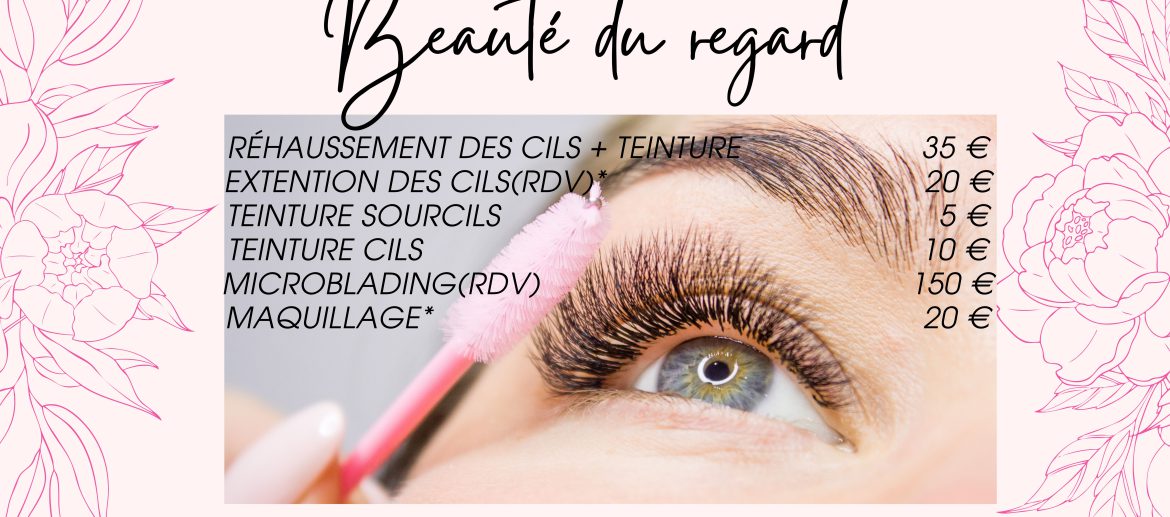 Beauté du regard
RÉHAUSSEMENT DES CILS + TEINTURE 35 €
EXTENTION DES CILS(RDV)* 20 €
TEINTURE SOURCILS 5 €
TEINTURE CILS 10 €
MICROBLADING(RDV) 150 €
MAQUILLAGE* 20 €